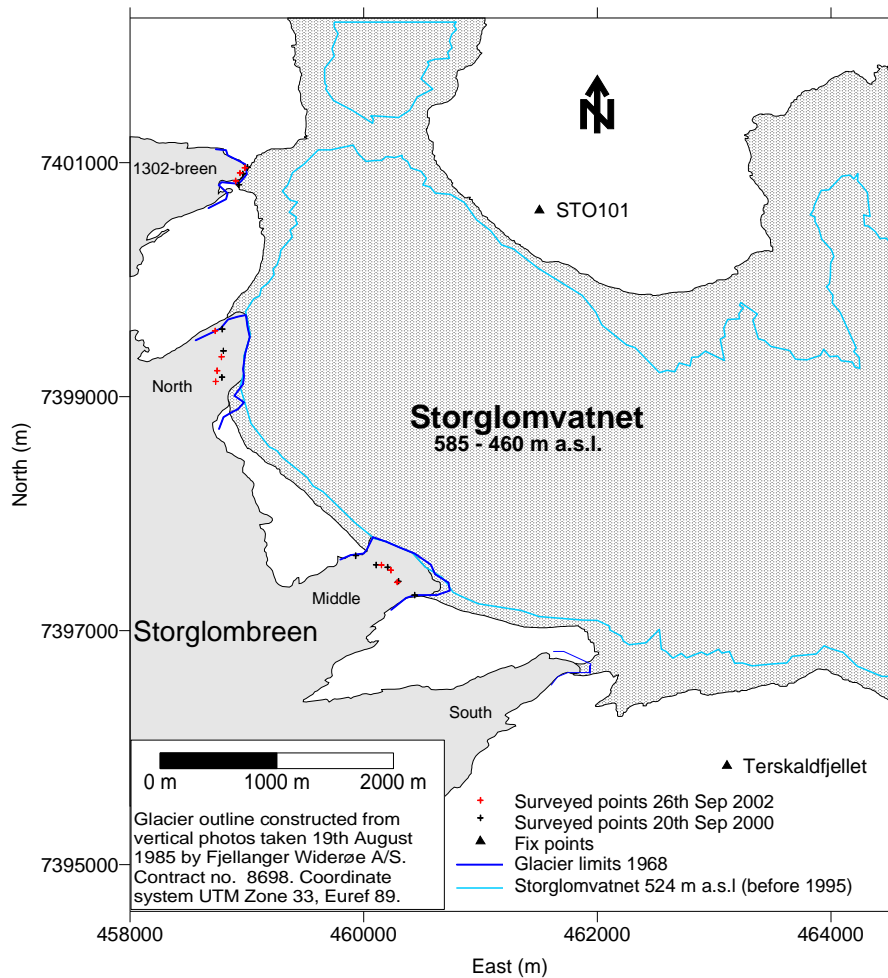 N
7401000
1302-breen
STO101
North
7399000
Storglomvatnet
585 - 460 m a.s.l.
North (m)
Middle
7397000
Storglombreen
South
0 m 1000 m 2000 m
Terskaldfjellet
Surveyed points 26th Sep 2002
Surveyed points 20th Sep 2000
Fix points
Glacier limits 1968
Storglomvatnet 524 m a.s.l (before 1995)
Glacier outline constructed from
vertical photos taken 19th August
1985 by Fjellanger Widerøe A/S.
Contract no. 8698. Coordinate
system UTM Zone 33, Euref 89.
7395000
458000 460000 462000 464000
East (m)